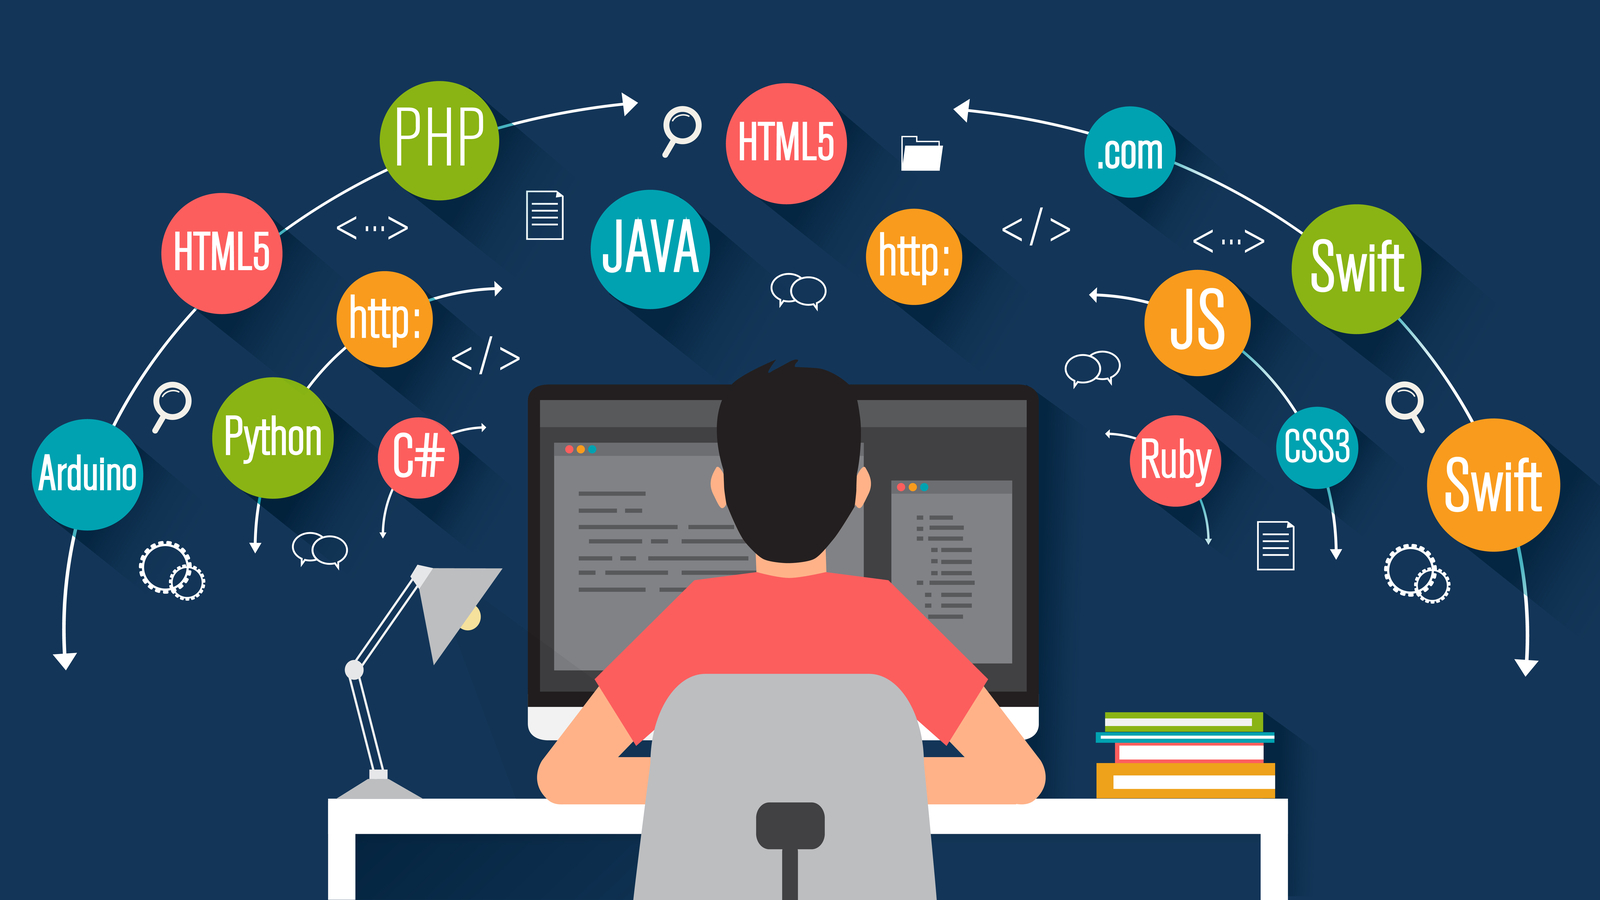 PHP
HTML5
.com
HTML5
JAVA
http:
Swift
http:
JS
Python
C#
Ruby
CSS3
Arduino
Swift
<···>
</>
<···>
</>